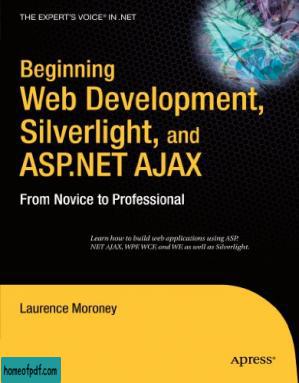 THE EXPERT'S VOICE® IN .NET
Beginning
Web Development,
Silverlight, and
ASP.NET AJAX
From Novice to Professional
Learn how to build web applications using ASP.
NET AJAX, WPF, WCF, and WF, as well as Silverlight.
Laurence Moroney
homeofpdf.com
Apress®